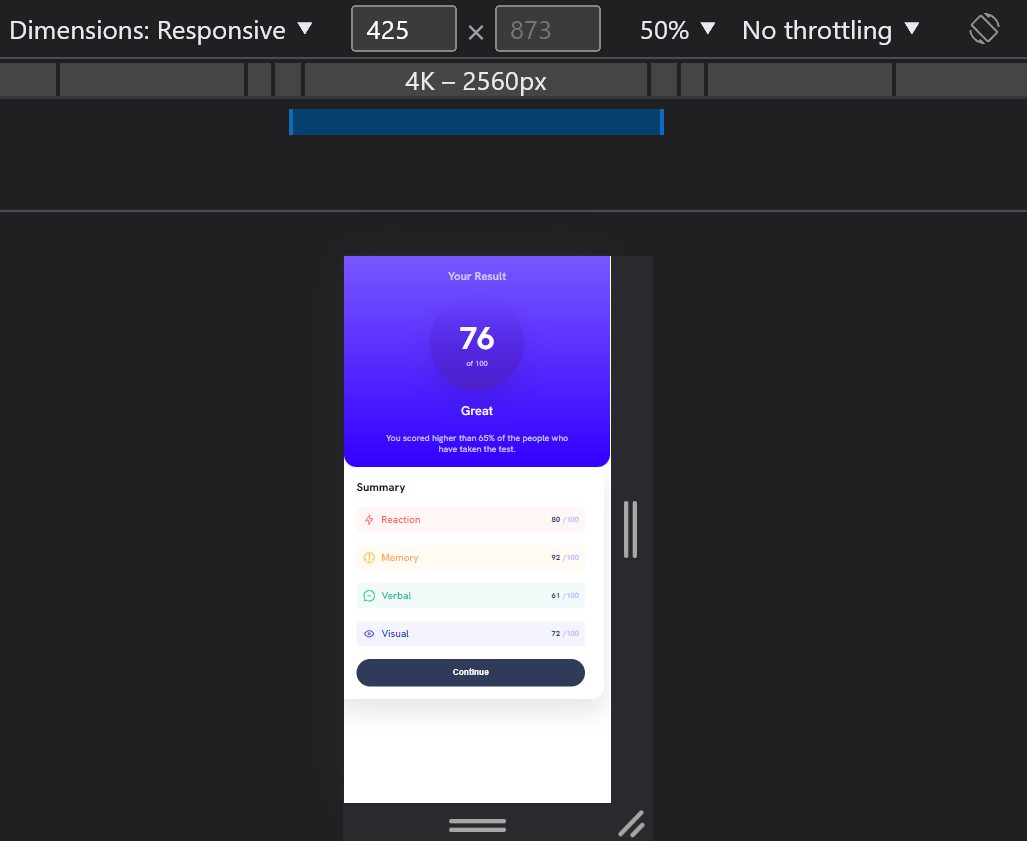 Dimensions: Responsive ▼ 425 × 873 50% ▼ No throttling ▼
4K – 2560px
Your Result
76
of 100
Great
You scored higher than 65% of the people who
have taken the test.
Summary
Reaction 80 /100
Memory 92 /100
Verbal 61 /100
Visual 72 /100
Continue